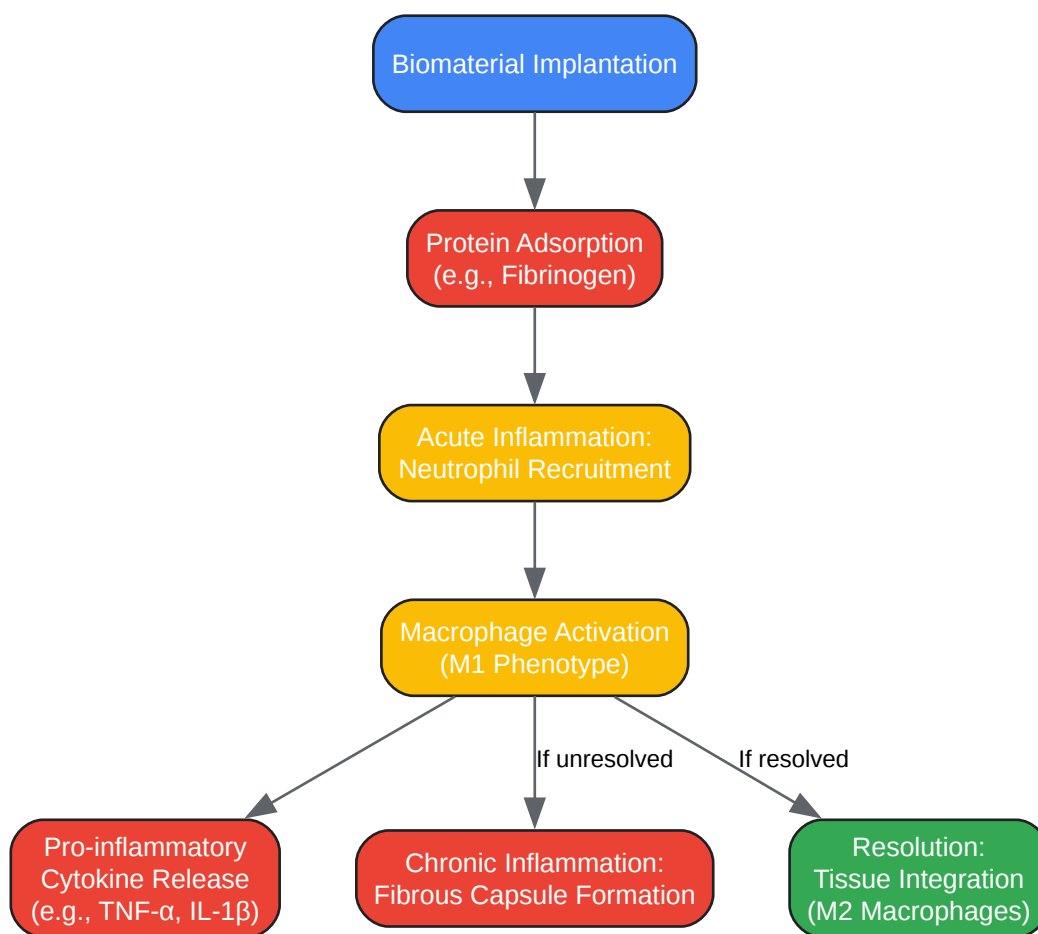 Biomaterial Implantation
Protein Adsorption
(e.g., Fibrinogen)
Acute Inflammation:
Neutrophil Recruitment
Macrophage Activation
(M1 Phenotype)
If unresolved
If resolved
Pro-inflammatory
Cytokine Release
(e.g., TNF-α, IL-1β)
Chronic Inflammation:
Fibrous Capsule Formation
Resolution:
Tissue Integration
(M2 Macrophages)